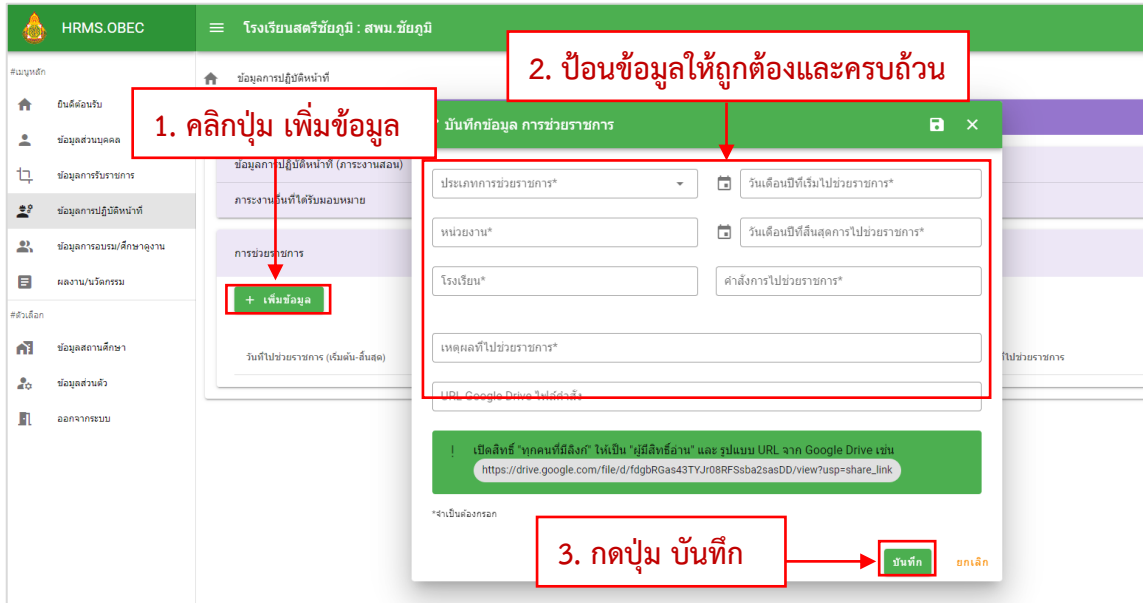 HRMS.OBEC
โรงเรียนสตรีชัยภูมิ : สพม.ชัยภูมิ
#เมนูหลัก
ยินดีต้อนรับ
ข้อมูลส่วนบุคคล
ข้อมูลการรับราชการ
ข้อมูลการปฏิบัติหน้าที่
ข้อมูลการอบรม/ศึกษาดูงาน
ผลงาน/นวัตกรรม
#ตัวเลือก
ข้อมูลสถานศึกษา
ข้อมูลส่วนตัว
ออกจากระบบ
ข้อมูลการปฏิบัติหน้าที่
1. คลิกปุ่ม เพิ่มข้อมูล
ข้อมูลการปฏิบัติหน้าที่ (ภาระงานสอน)
ภาระงานอื่นที่ได้รับมอบหมาย
การช่วยราชการ
+ เพิ่มข้อมูล
วันที่ไปช่วยราชการ (เริ่มต้น-สิ้นสุด)
ที่ไปช่วยราชการ
2. ป้อนข้อมูลให้ถูกต้องและครบถ้วน
บันทึกข้อมูล การช่วยราชการ
ประเภทการช่วยราชการ*
วันเดือนปีที่เริ่มไปช่วยราชการ*
หน่วยงาน*
วันเดือนปีที่สิ้นสุดการไปช่วยราชการ*
โรงเรียน*
คำสั่งการไปช่วยราชการ*
เหตุผลที่ไปช่วยราชการ*
URL Google Drive ไฟล์คำสั่ง
! เปิดสิทธิ์ "ทุกคนที่มีลิงก์" ให้เป็น "ผู้มีสิทธิ์อ่าน" และ รูปแบบ URL จาก Google Drive เช่น
https://drive.google.com/file/d/fdgbRGas43TYJr08RFSsba2sasDD/view?usp=share_link
*จำเป็นต้องกรอก
3. กดปุ่ม บันทึก
บันทึก
ยกเลิก